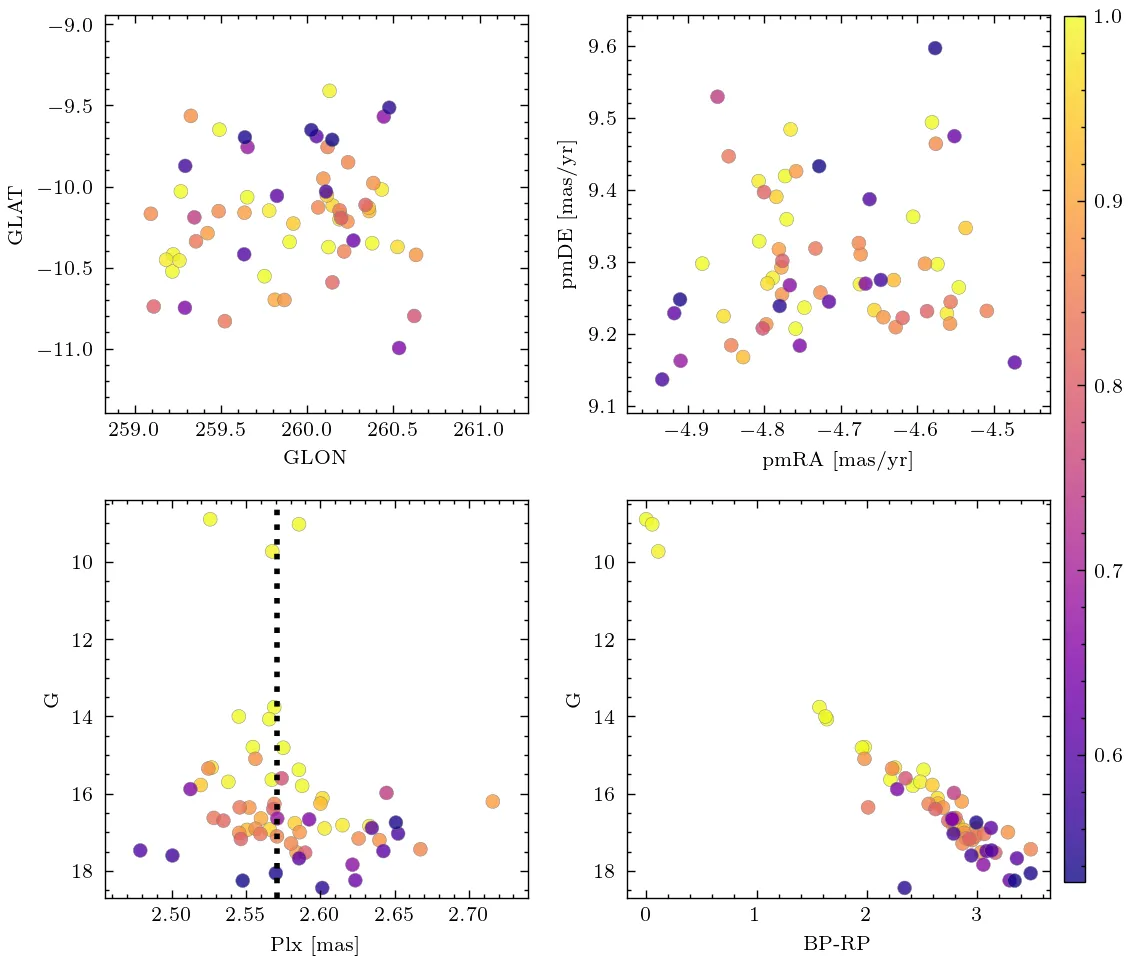 −9.0
−9.5
−10.0
−10.5
−11.0
GLAT
259.0 259.5 260.0 260.5 261.0
GLON
9.6
9.5
9.4
9.3
9.2
9.1
pmDE [mas/yr]
−4.9 −4.8 −4.7 −4.6 −4.5
pmRA [mas/yr]
10
12
14
16
18
G
2.50 2.55 2.60 2.65 2.70
Plx [mas]
10
12
14
16
18
G
0 1 2 3
BP-RP
1.0
0.9
0.8
0.7
0.6